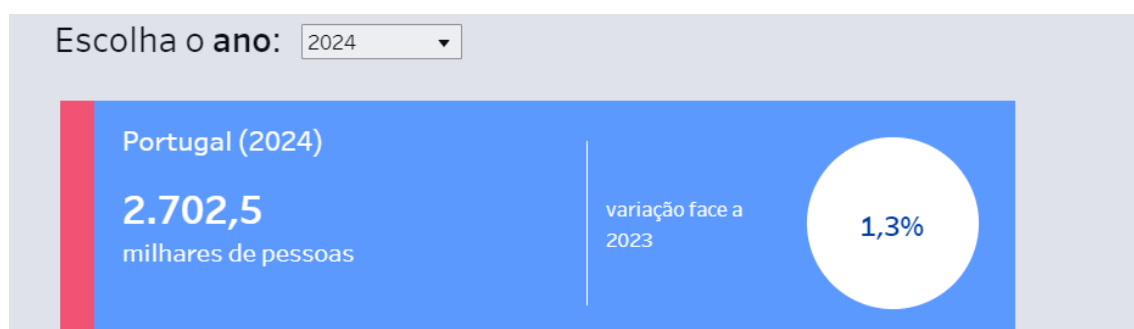 Escolha o ano: 2024
Portugal (2024)
2.702,5
milhares de pessoas
variação face a
2023
1,3%